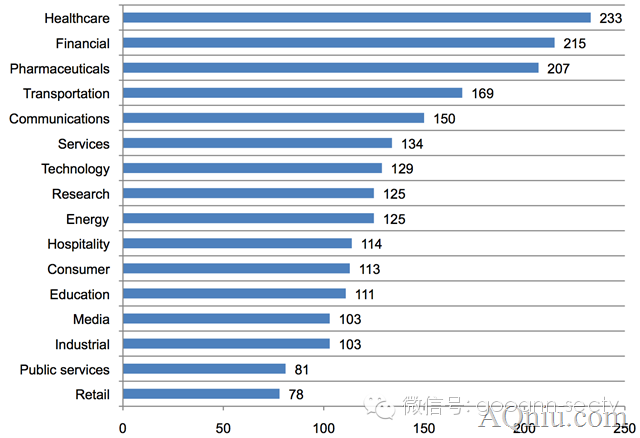 Healthcare 233
Financial 215
Pharmaceuticals 207
Transportation 169
Communications 150
Services 134
Technology 129
Research 125
Energy 125
Hospitality 114
Consumer 113
Education 111
Media 103
Industrial 103
Public services 81
Retail 78
微信号: gooann-secty
AQniu.com
0 50 100 150 200 250